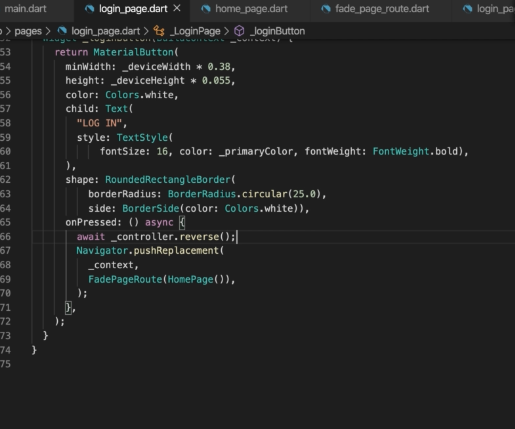 main.dart login_page.dart × home_page.dart fade_page_route.dart login_pa
> pages > login_page.dart > _LoginPage > _loginButton
53 return MaterialButton(
54 minWidth: _deviceWidth * 0.38,
55 height: _deviceHeight * 0.055,
56 color: Colors.white,
57 child: Text(
58 "LOG IN",
59 style: TextStyle(
60 fontSize: 16, color: _primaryColor, fontWeight: FontWeight.bold),
61 ),
62 shape: RoundedRectangleBorder(
63 borderRadius: BorderRadius.circular(25.0),
64 side: BorderSide(color: Colors.white)),
65 onPressed: () async {
66 await _controller.reverse();
67 Navigator.pushReplacement(
68 _context,
69 FadePageRoute(HomePage()),
70 );
71 },
72 );
73 }
74 }
75